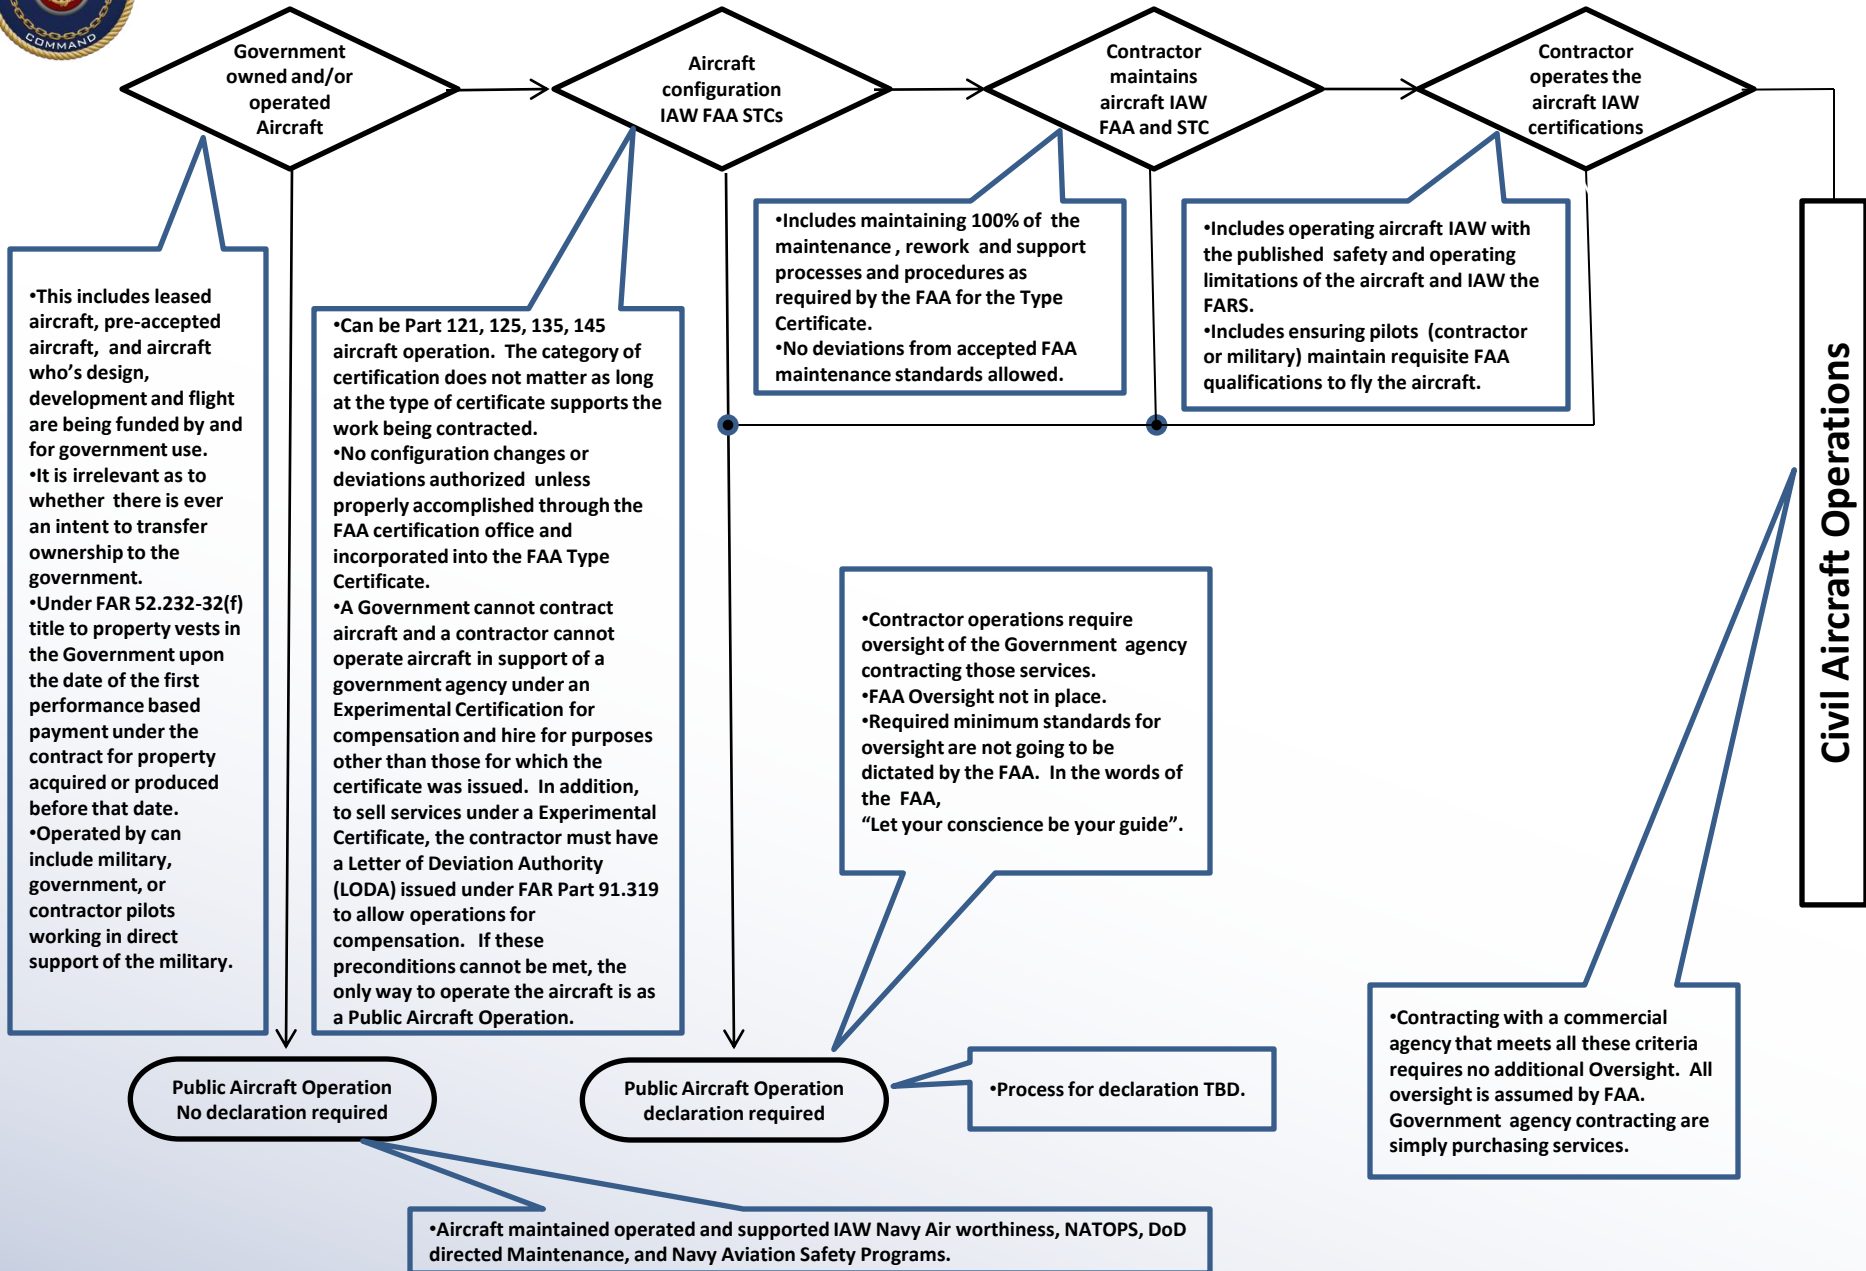 COMMAND
Government
owned and/or
operated
Aircraft
Aircraft
configuration
IAW FAA STCs
Contractor
maintains
aircraft IAW
FAA and STC
Contractor
operates the
aircraft IAW
certifications
•This includes leased
aircraft, pre-accepted
aircraft, and aircraft
who's design,
development and flight
are being funded by and
for government use.
•It is irrelevant as to
whether there is ever
an intent to transfer
ownership to the
government.
•Under FAR 52.232-32(f)
title to property vests in
the Government upon
the date of the first
performance based
payment under the
contract for property
acquired or produced
before that date.
•Operated by can
include military,
government, or
contractor pilots
working in direct
support of the military.
•Can be Part 121, 125, 135, 145
aircraft operation. The category of
certification does not matter as long
at the type of certificate supports the
work being contracted.
•No configuration changes or
deviations authorized unless
properly accomplished through the
FAA certification office and
incorporated into the FAA Type
Certificate.
•A Government cannot contract
aircraft and a contractor cannot
operate aircraft in support of a
government agency under an
Experimental Certification for
compensation and hire for purposes
other than those for which the
certificate was issued. In addition,
to sell services under a Experimental
Certificate, the contractor must have
a Letter of Deviation Authority
(LODA) issued under FAR Part 91.319
to allow operations for
compensation. If these
preconditions cannot be met, the
only way to operate the aircraft is as
a Public Aircraft Operation.
•Includes maintaining 100% of the
maintenance , rework and support
processes and procedures as
required by the FAA for the Type
Certificate.
•No deviations from accepted FAA
maintenance standards allowed.
•Includes operating aircraft IAW with
the published safety and operating
limitations of the aircraft and IAW the
FARS.
•Includes ensuring pilots (contractor
or military) maintain requisite FAA
qualifications to fly the aircraft.
Civil Aircraft Operations
•Contractor operations require
oversight of the Government agency
contracting those services.
•FAA Oversight not in place.
•Required minimum standards for
oversight are not going to be
dictated by the FAA. In the words of
the FAA,
“Let your conscience be your guide”.
•Contracting with a commercial
agency that meets all these criteria
requires no additional Oversight. All
oversight is assumed by FAA.
Government agency contracting are
simply purchasing services.
Public Aircraft Operation
No declaration required
Public Aircraft Operation
declaration required
•Process for declaration TBD.
•Aircraft maintained operated and supported IAW Navy Air worthiness, NATOPS, DoD
directed Maintenance, and Navy Aviation Safety Programs.